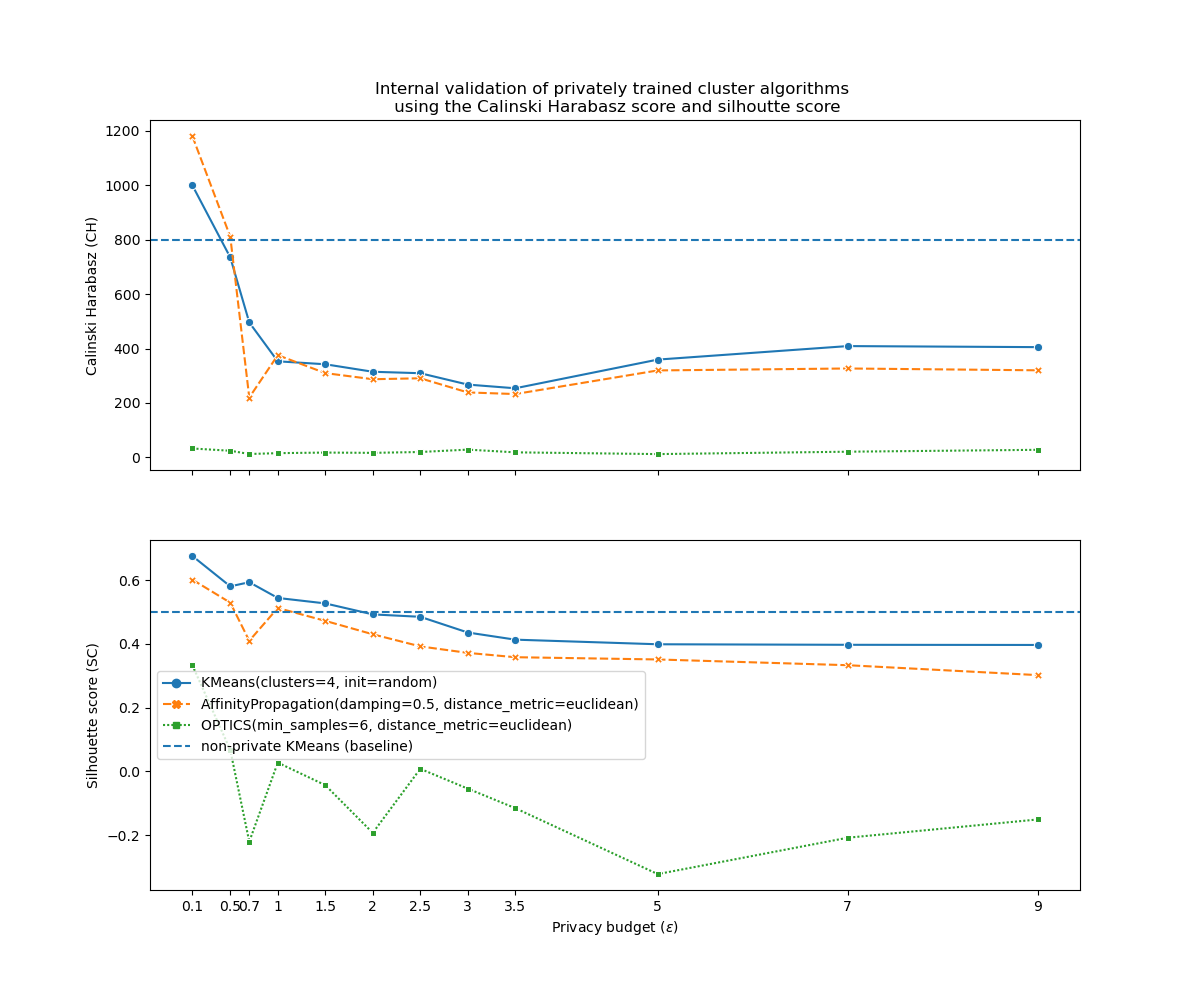 Internal validation of privately trained cluster algorithms
using the Calinski Harabasz score and silhoutte score
Calinski Harabasz (CH)
1200
1000
800
600
400
200
0
Silhouette score (SC)
0.6
0.4
0.2
0.0
−0.2
KMeans(clusters=4, init=random)
AffinityPropagation(damping=0.5, distance_metric=euclidean)
OPTICS(min_samples=6, distance_metric=euclidean)
non-private KMeans (baseline)
0.1 0.5 0.7 1 1.5 2 2.5 3 3.5 5 7 9
Privacy budget (ε)